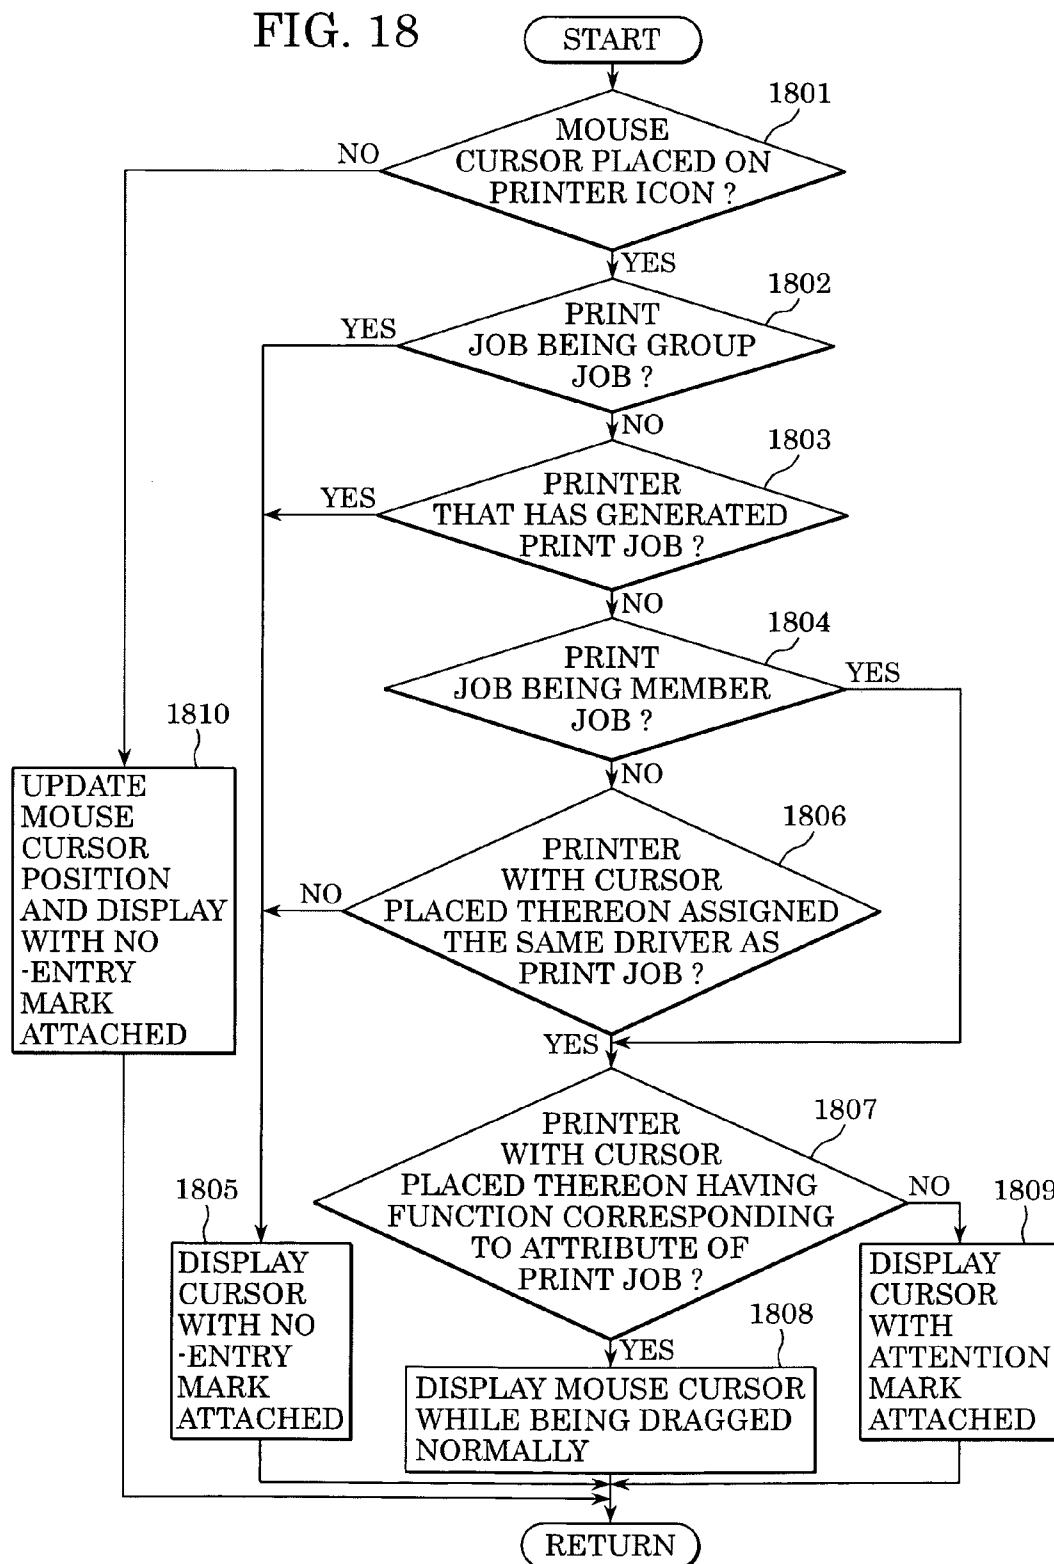 FIG. 18
START
1801
MOUSE
CURSOR PLACED ON
PRINTER ICON ?
NO
YES
1802
PRINT
JOB BEING GROUP
JOB ?
YES
NO
1803
PRINTER
THAT HAS GENERATED
PRINT JOB ?
YES
NO
1804
PRINT
JOB BEING MEMBER
JOB ?
YES
NO
1810
UPDATE
MOUSE
CURSOR
POSITION
AND DISPLAY
WITH NO
-ENTRY
MARK
ATTACHED
1806
PRINTER
WITH CURSOR
PLACED THEREON ASSIGNED
THE SAME DRIVER AS
PRINT JOB ?
NO
YES
1807
PRINTER
WITH CURSOR
PLACED THEREON HAVING
FUNCTION CORRESPONDING
TO ATTRIBUTE OF
PRINT JOB ?
NO
YES
1805
DISPLAY
CURSOR
WITH NO
-ENTRY
MARK
ATTACHED
1808
DISPLAY MOUSE CURSOR
WHILE BEING DRAGGED
NORMALLY
1809
DISPLAY
CURSOR
WITH
ATTENTION
MARK
ATTACHED
RETURN